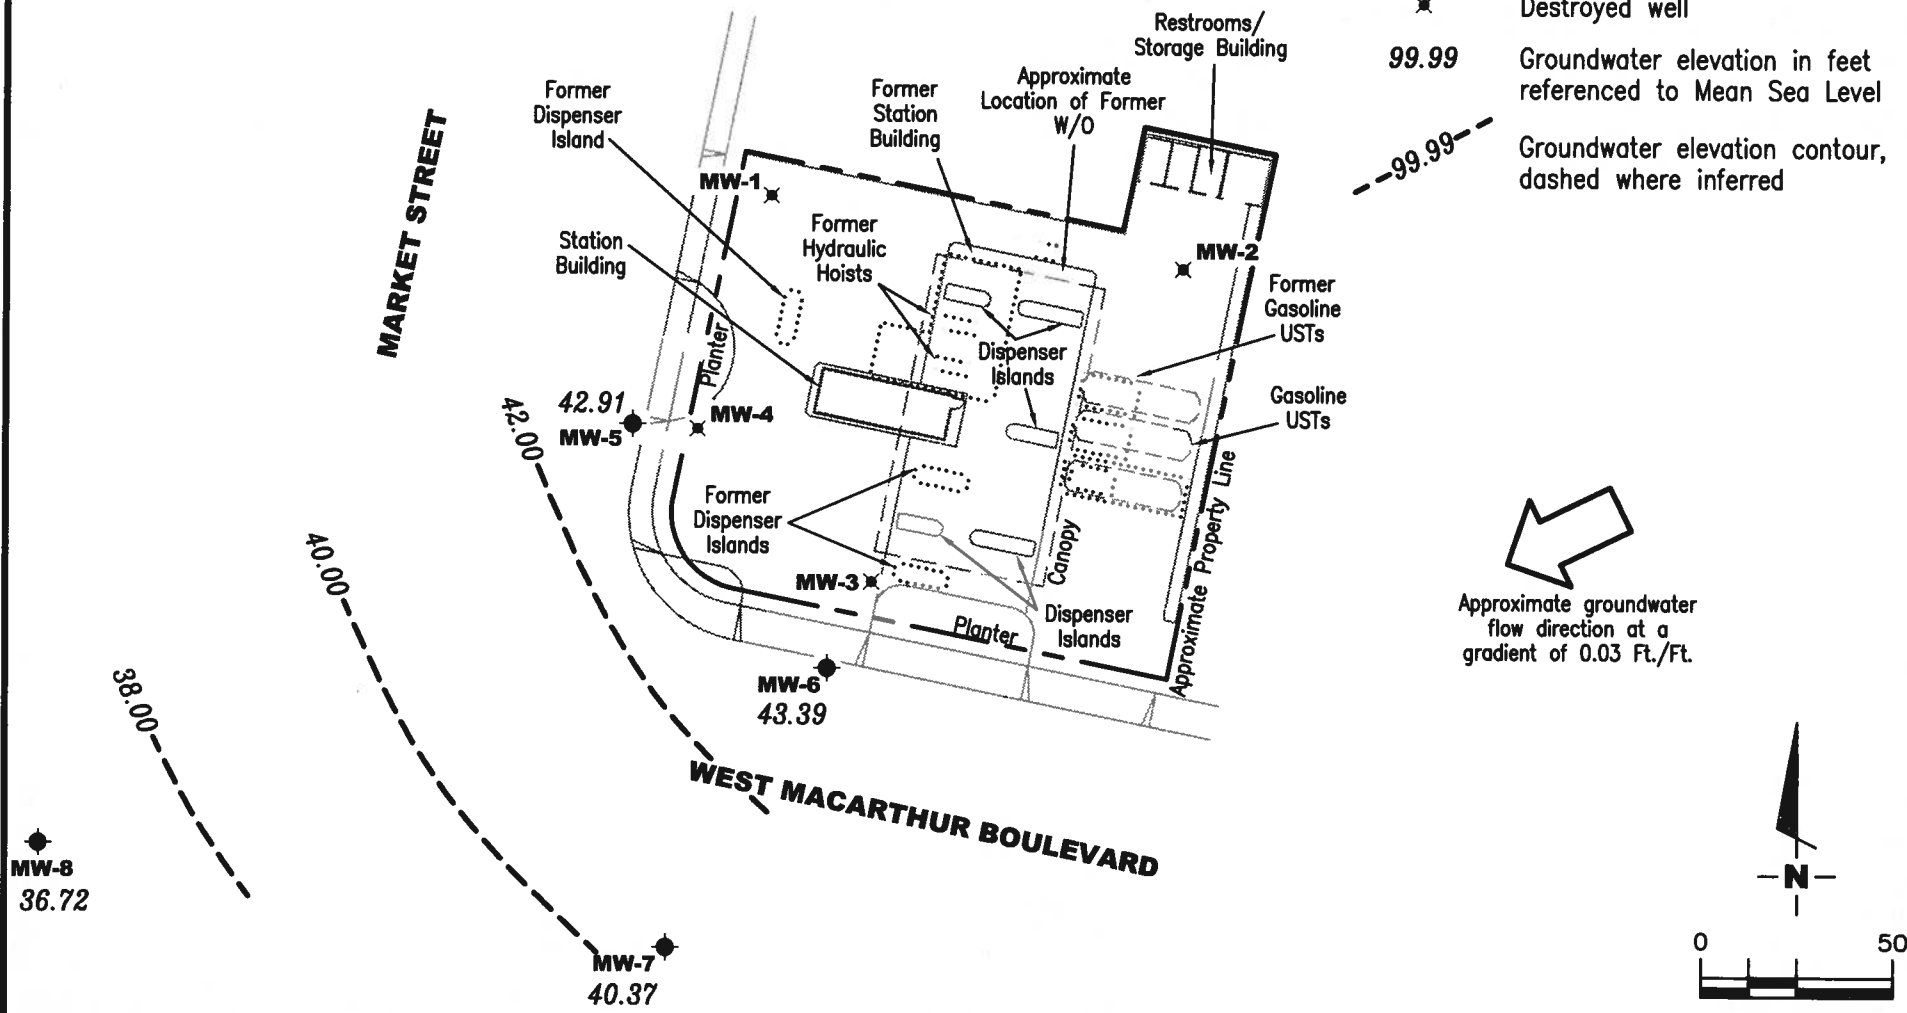 Destroyed well
99.99
Groundwater elevation in feet
referenced to Mean Sea Level
99.99
Groundwater elevation contour,
dashed where inferred
Restrooms/
Storage Building
Approximate
Location of Former
W/O
Former
Station
Building
Former
Dispenser
Island
MARKET STREET
MW-1
Station
Building
Former
Hydraulic
Hoists
MW-2
Former
Gasoline
USTs
Planter
Dispenser
Islands
Gasoline
USTs
42.91
MW-5
MW-4
42.00
Former
Dispenser
Islands
Canopy
Approximate Property Line
40.00
MW-3
Planter
Dispenser
Islands
Approximate groundwater
flow direction at a
gradient of 0.03 Ft./Ft.
38.00
MW-6
43.39
WEST MACARTHUR BOULEVARD
MW-8
36.72
MW-7
40.37
N
0
50